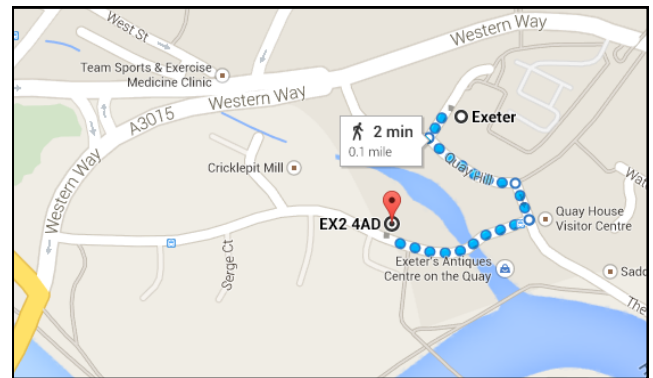 West St
Western Way
Team Sports & Exercise
Medicine Clinic
Western Way
A3015
Exeter
2 min
0.1 mile
Quay Hill
Cricklepit Mill
Western Way
EX2 4AD
Quay House
Visitor Centre
Serge Ct
Exeter's Antiques
Centre on the Quay
The